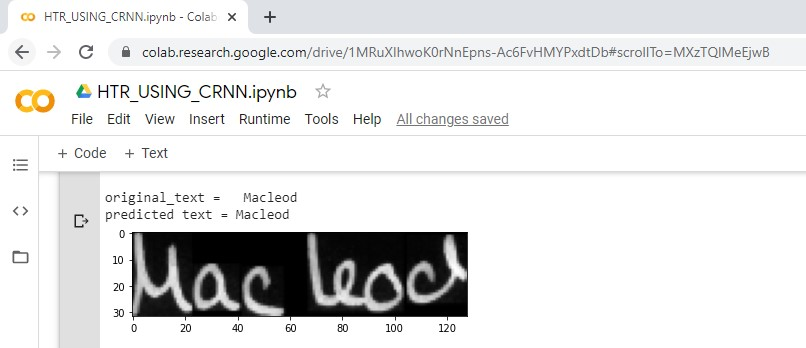 HTR_USING_CRNN.ipynb - Colab
colab.research.google.com/drive/1MRuXIhwoK0rNnEpns-Ac6FvHMYPxdtDb#scrollTo=MXzTQIMeEjwB
HTR_USING_CRNN.ipynb
File Edit View Insert Runtime Tools Help All changes saved
+ Code + Text
original_text = Macleod
predicted text = Macleod
0
10
20
30
Mac leod
0 20 40 60 80 100 120